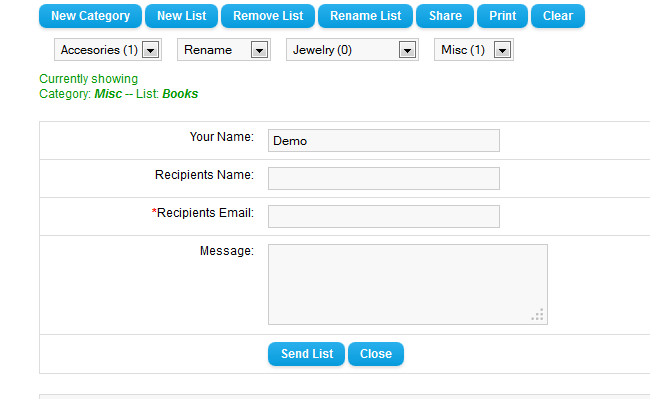 New Category New List Remove List Rename List Share Print Clear
Accesories (1) Rename Jewelry (0) Misc (1)
Currently showing
Category: Misc -- List: Books
Your Name: Demo
Recipients Name:
*Recipients Email:
Message:
Send List Close